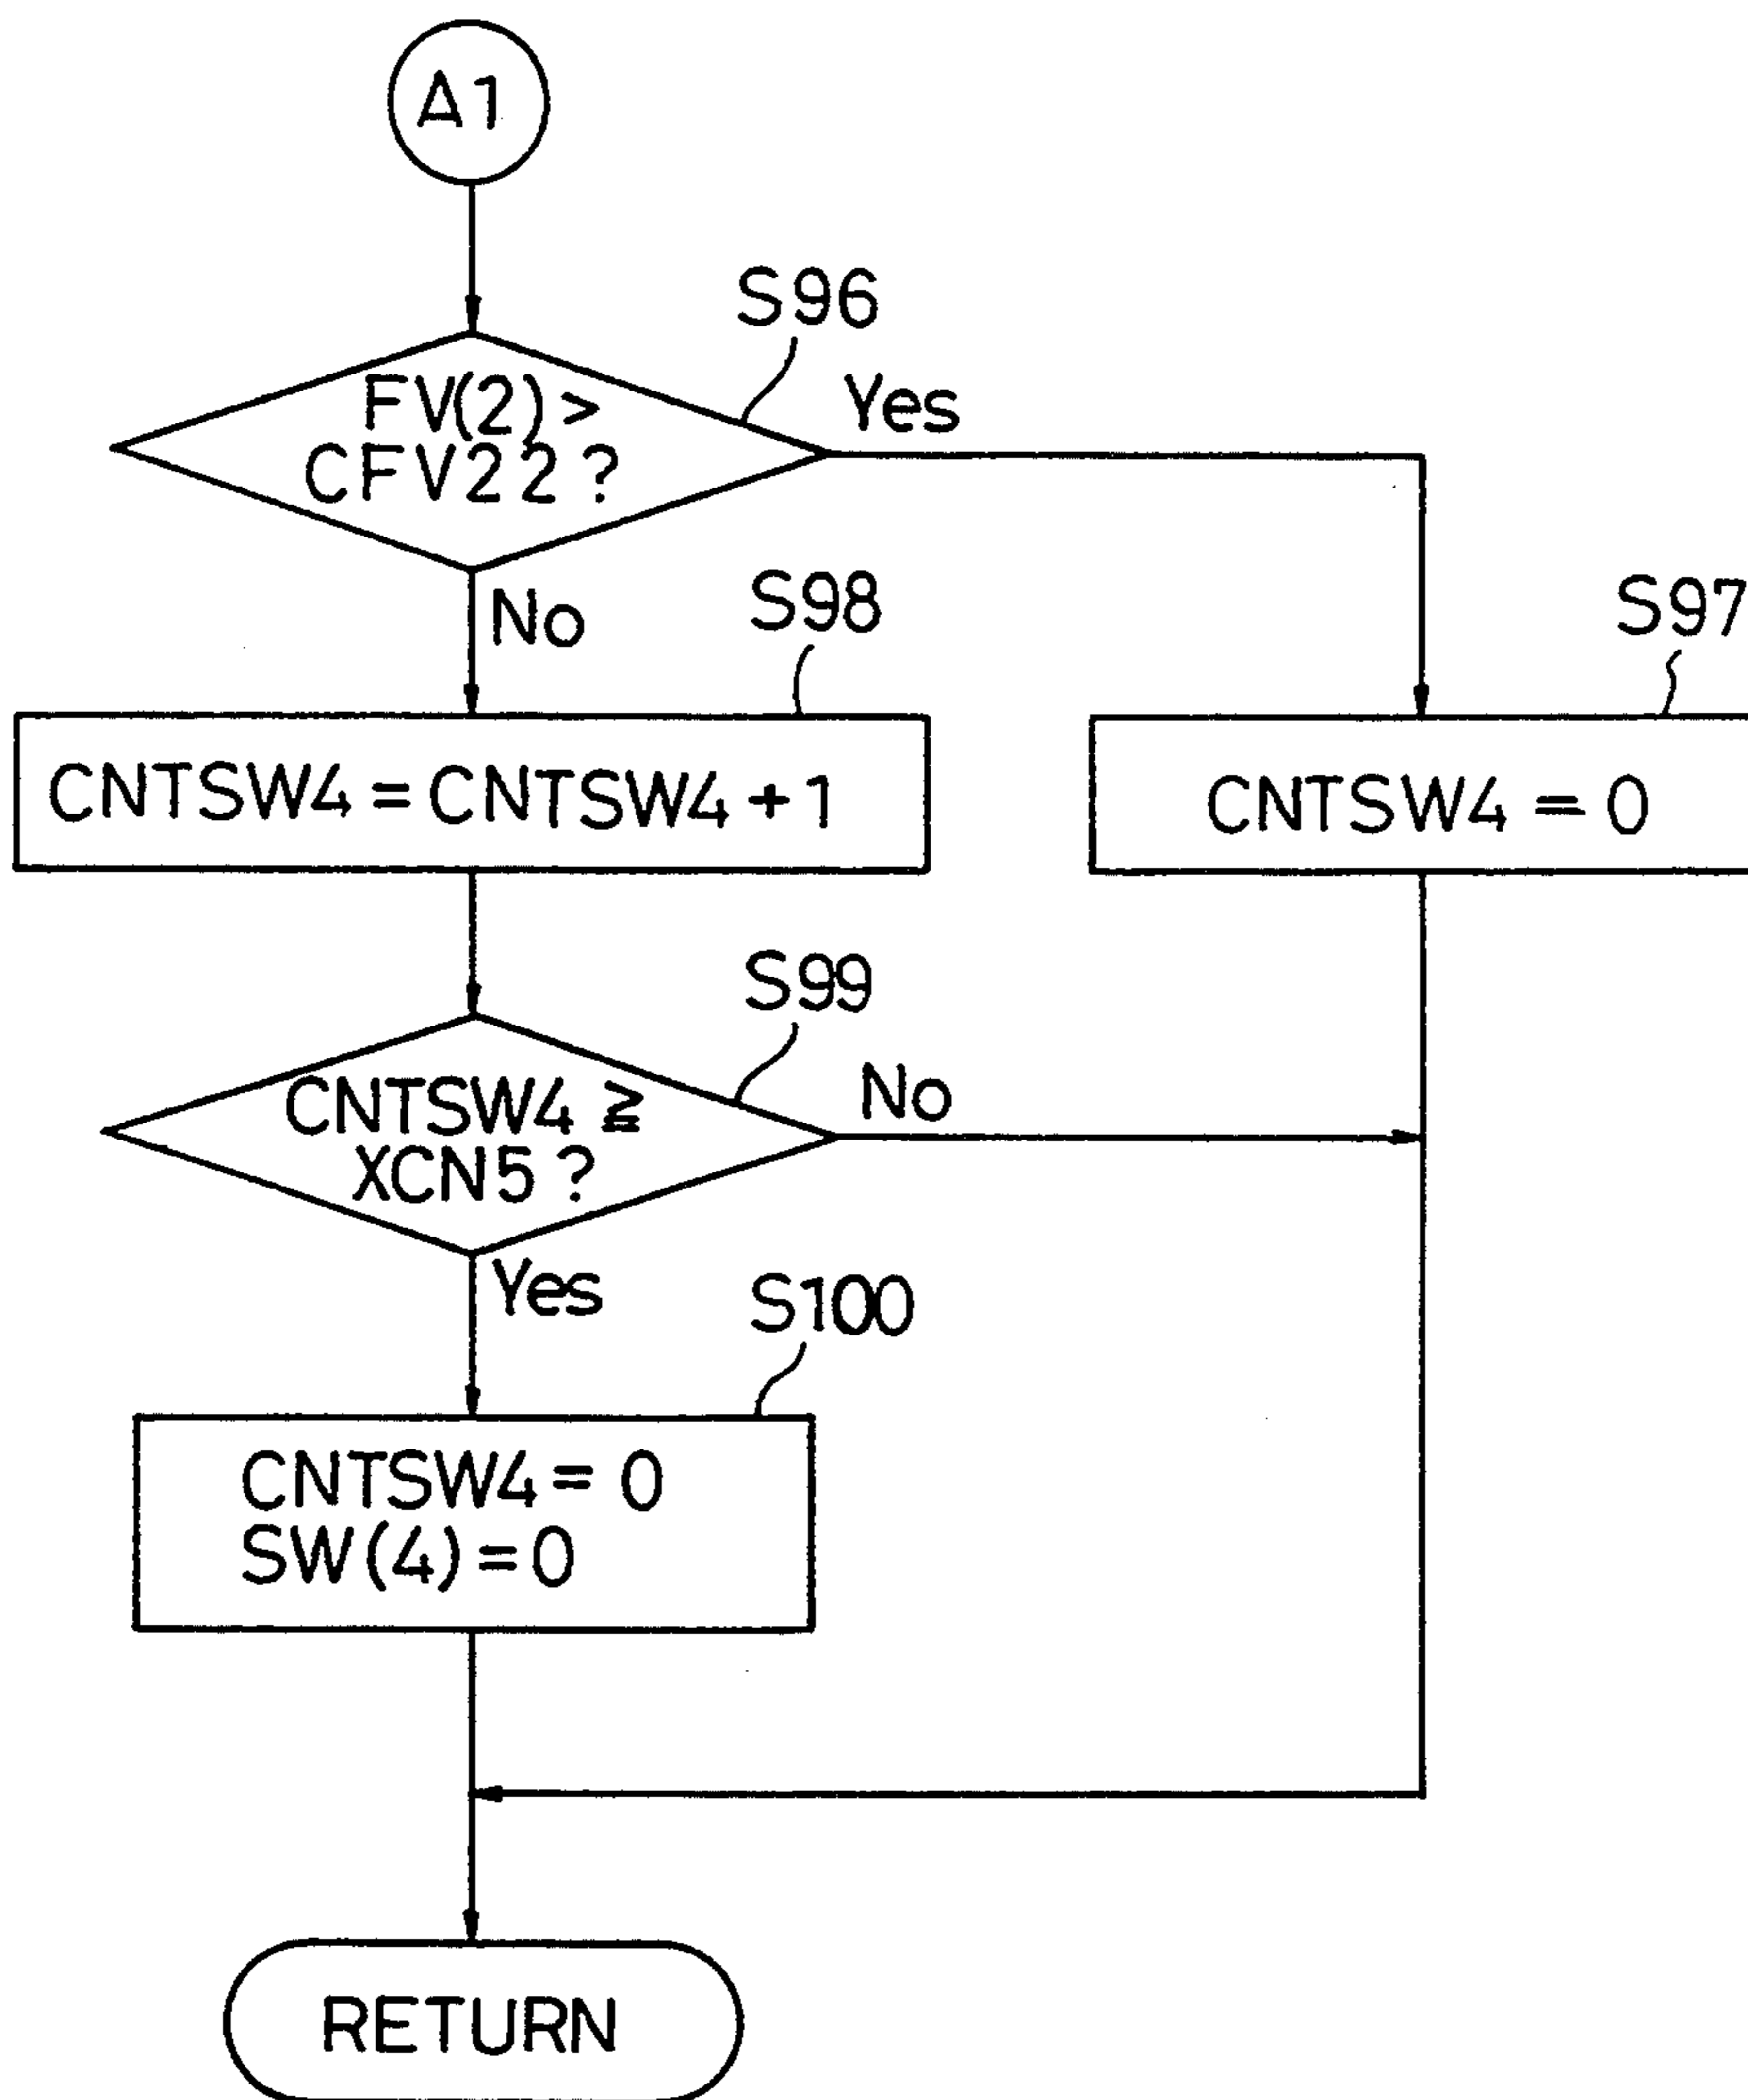 A1
S96
FV(2) >
CFV22 ?
Yes
No
S98
S97
CNTSW4 = CNTSW4 + 1
CNTSW4 = 0
S99
CNTSW4 ≧
XCN5 ?
No
Yes
S100
CNTSW4 = 0
SW(4) = 0
RETURN